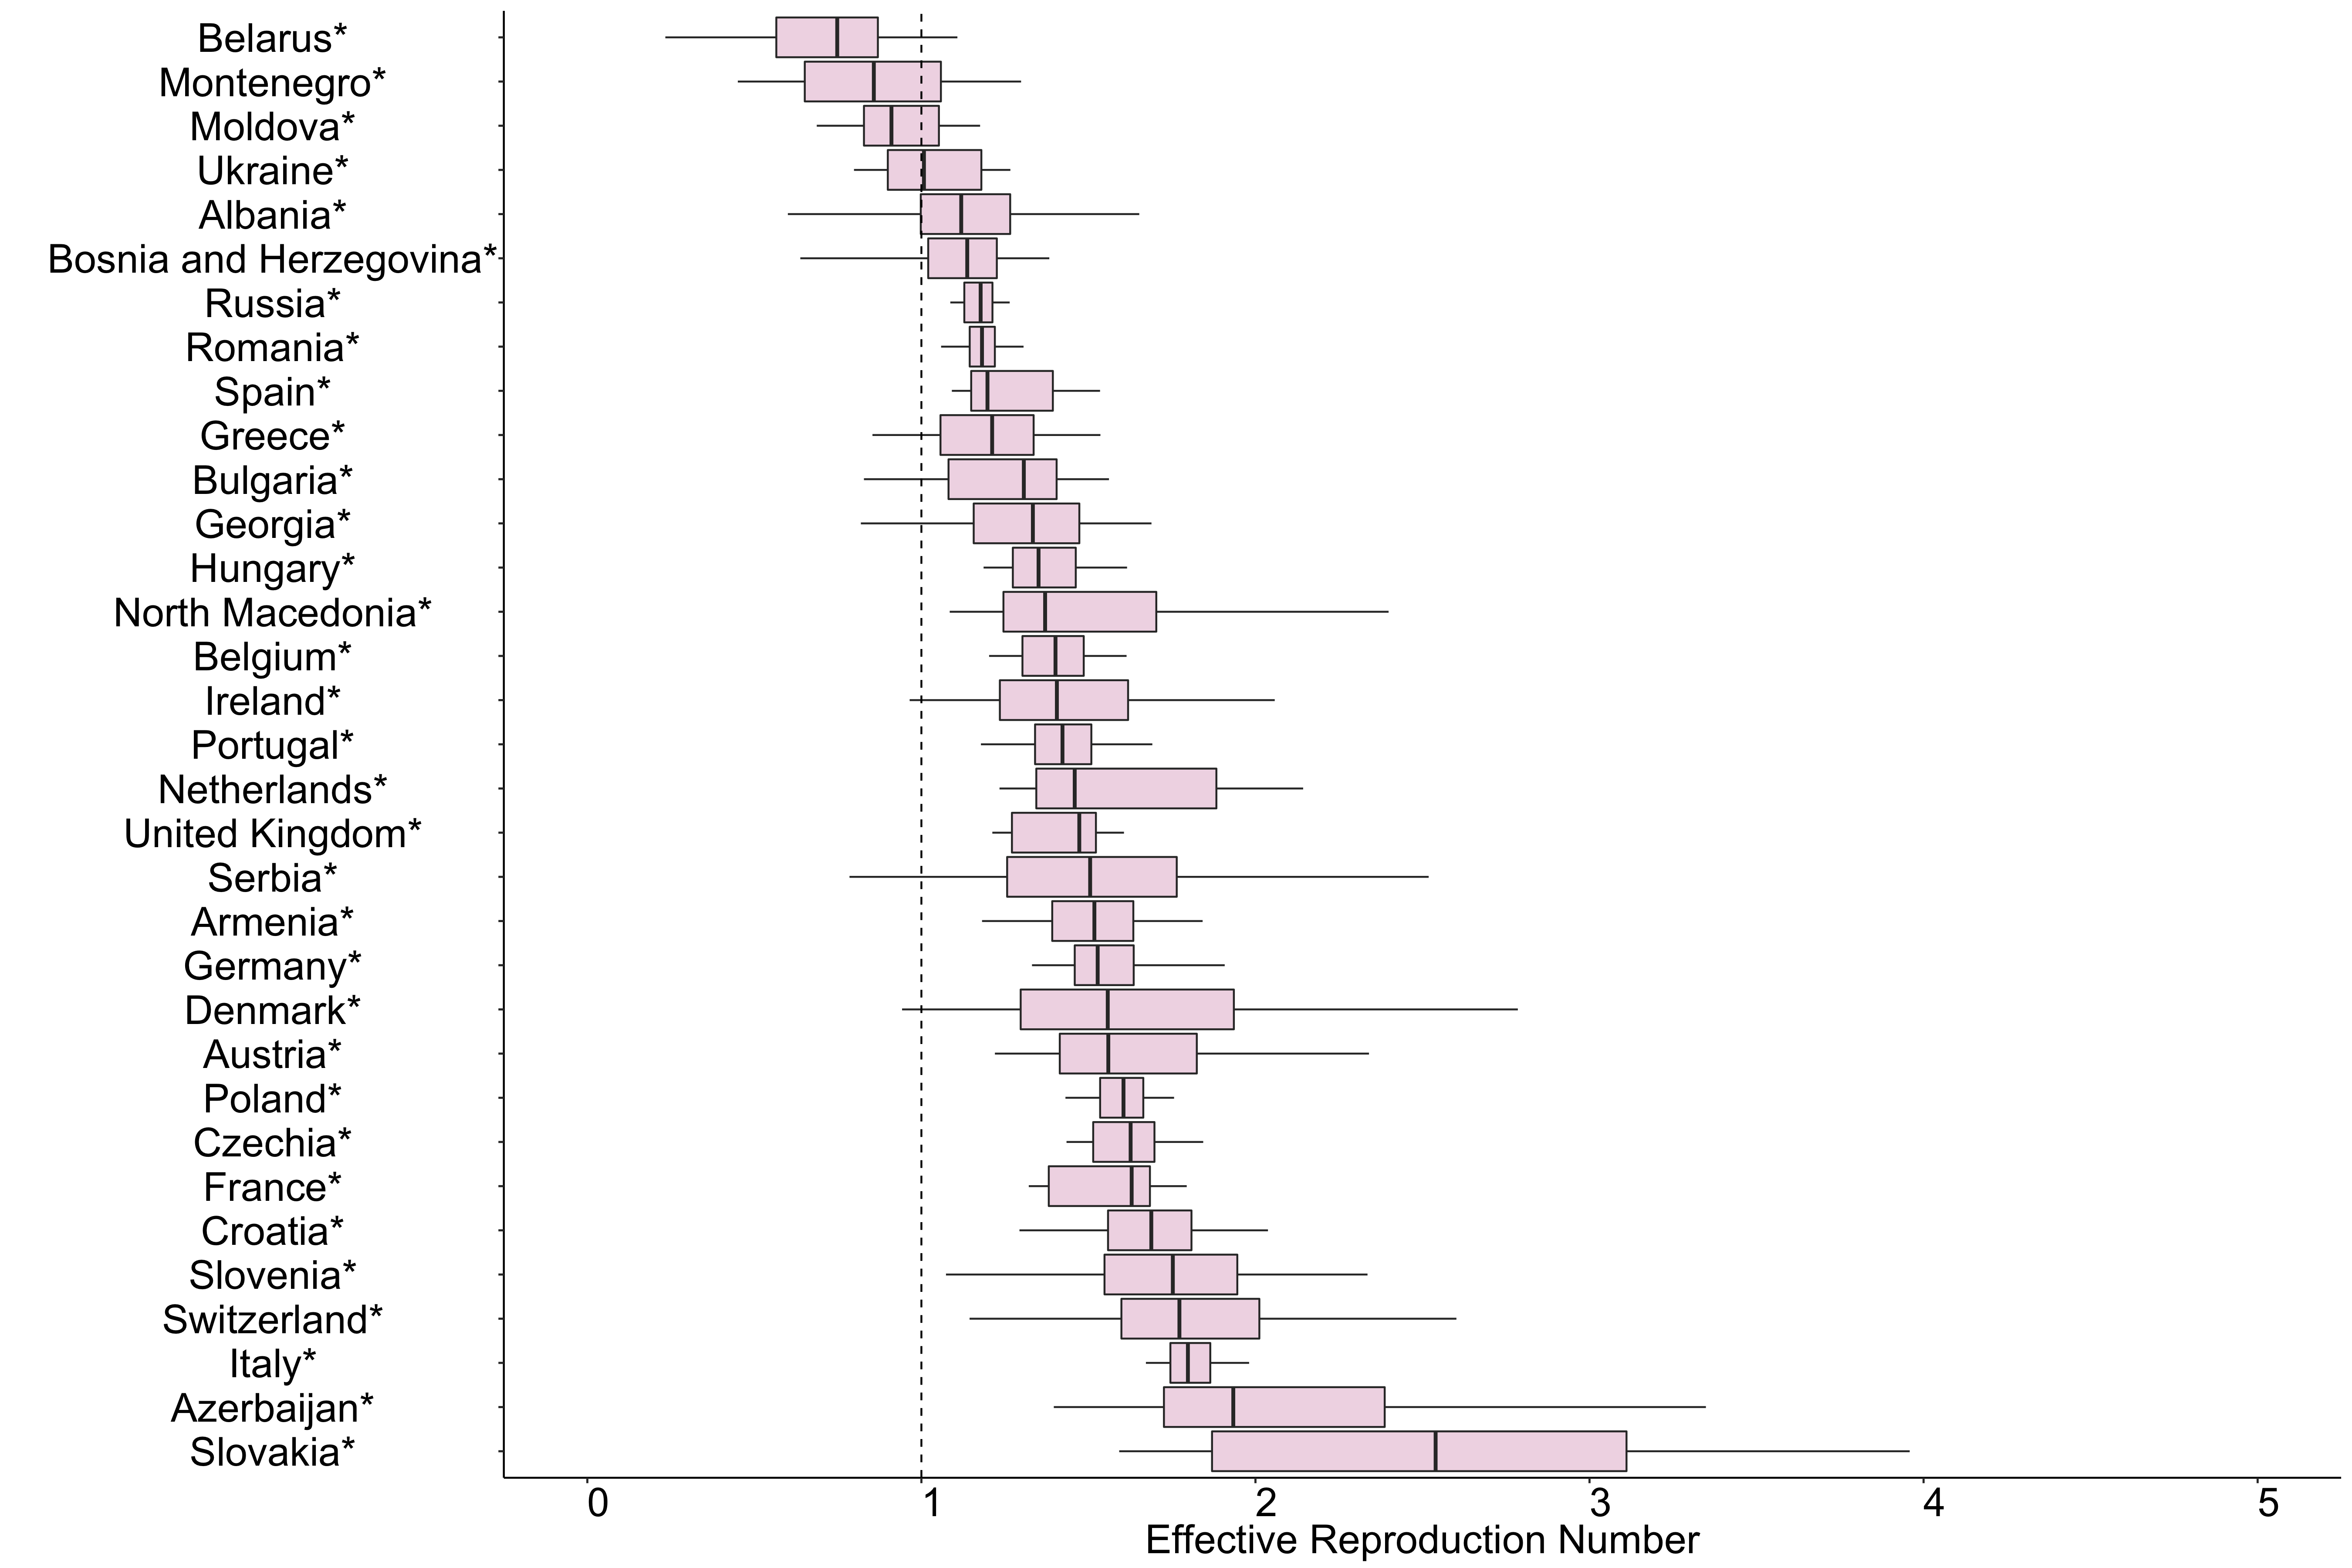 Belarus*
Montenegro*
Moldova*
Ukraine*
Albania*
Bosnia and Herzegovina*
Russia*
Romania*
Spain*
Greece*
Bulgaria*
Georgia*
Hungary*
North Macedonia*
Belgium*
Ireland*
Portugal*
Netherlands*
United Kingdom*
Serbia*
Armenia*
Germany*
Denmark*
Austria*
Poland*
Czechia*
France*
Croatia*
Slovenia*
Switzerland*
Italy*
Azerbaijan*
Slovakia*
0 1 2 3 4 5
Effective Reproduction Number